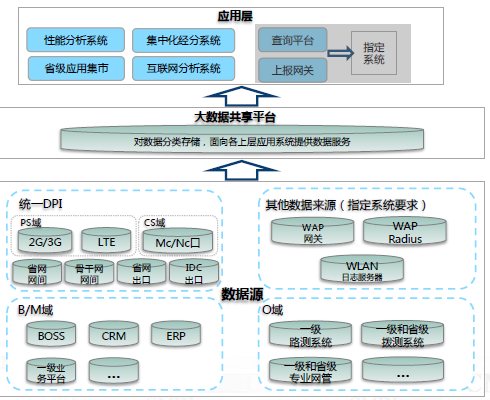 应用层
性能分析系统
集中化经分系统
查询平台
指定
系统
省级应用集市
互联网分析系统
上报网关
大数据共享平台
对数据分类存储，面向各上层应用系统提供数据服务
统一DPI
PS域
CS域
2G/3G
LTE
Mc/Nc口
省网
网间
骨干网
网间
省网
出口
IDC
出口
其他数据来源（指定系统要求）
WAP
网关
WAP
Radius
WLAN
日志服务器
数据源
B/M域
BOSS
CRM
ERP
一级业
务平台
...
O域
一级
路测系统
一级和省级
拨测系统
一级和省级
专业网管
...